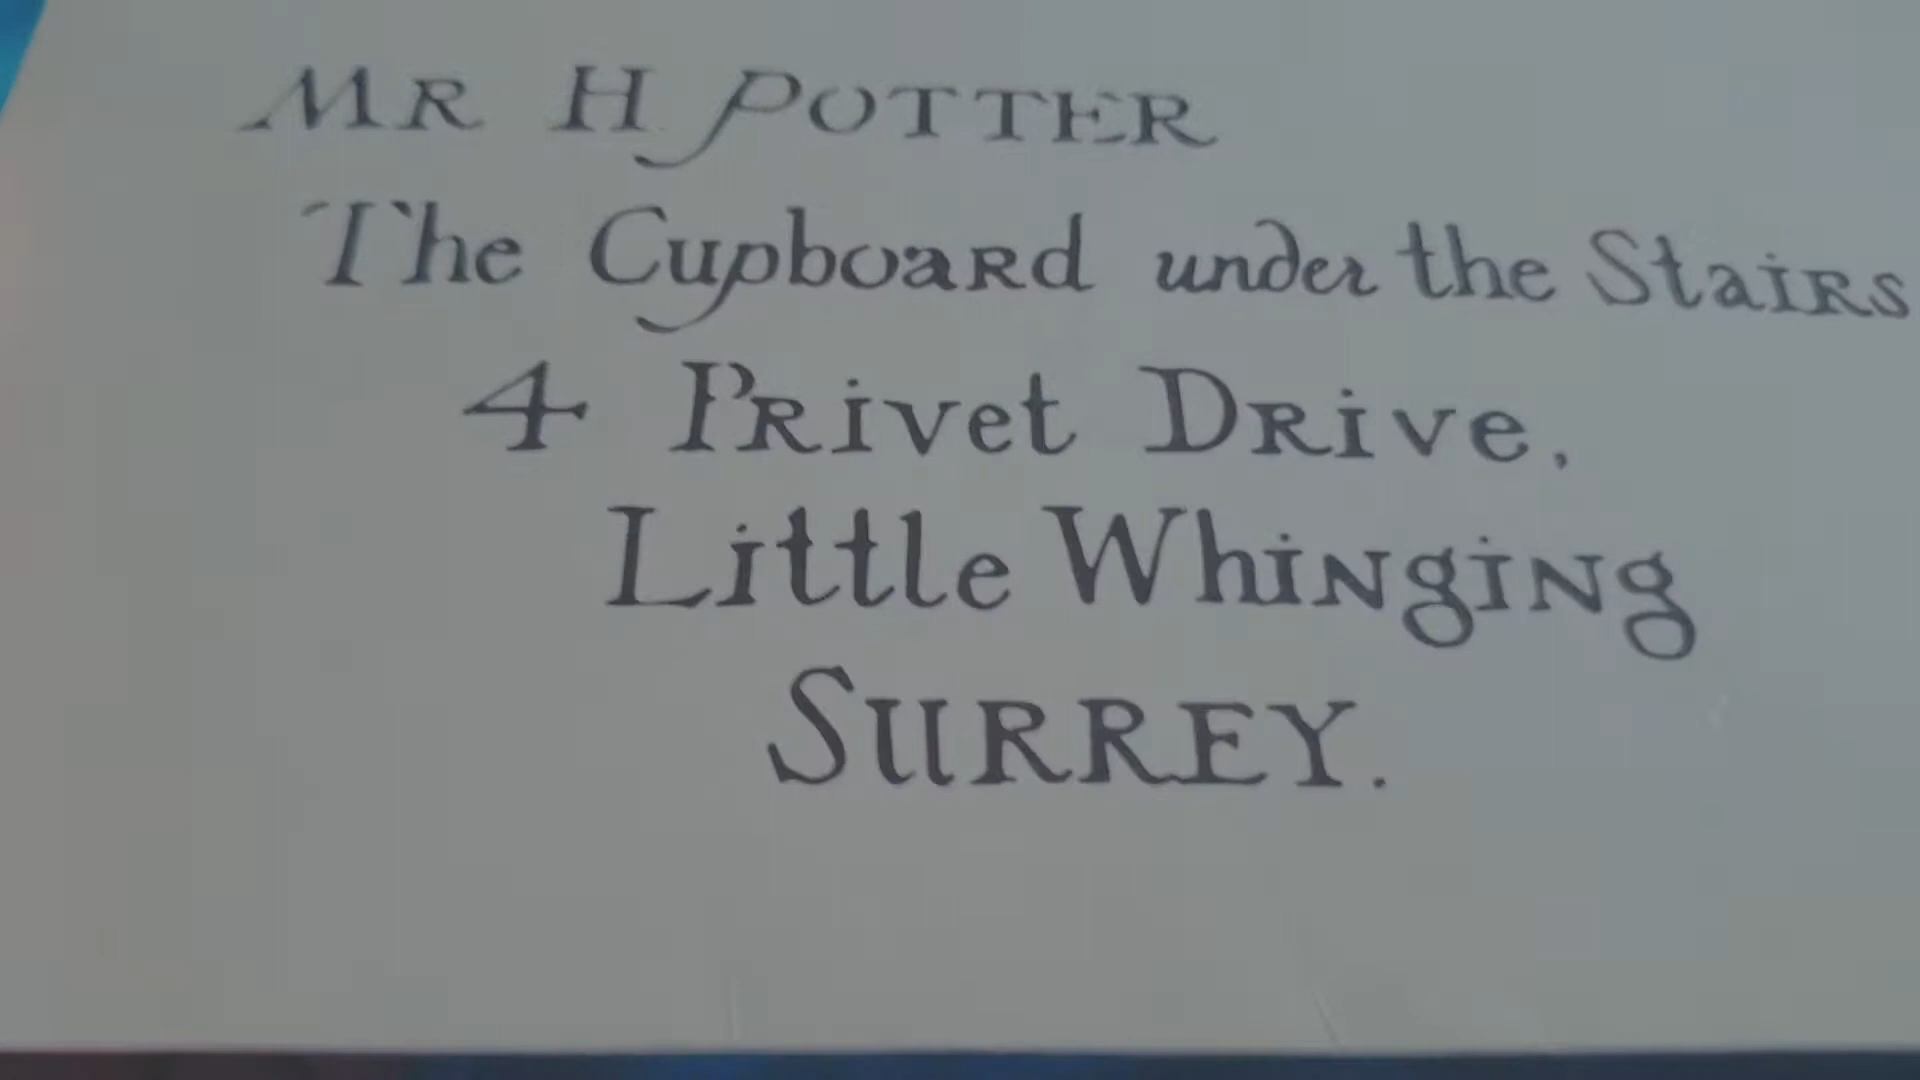 Mr H Potter
The Cupboard under the Stairs
4 Privet Drive,
Little Whinging
SURREY.